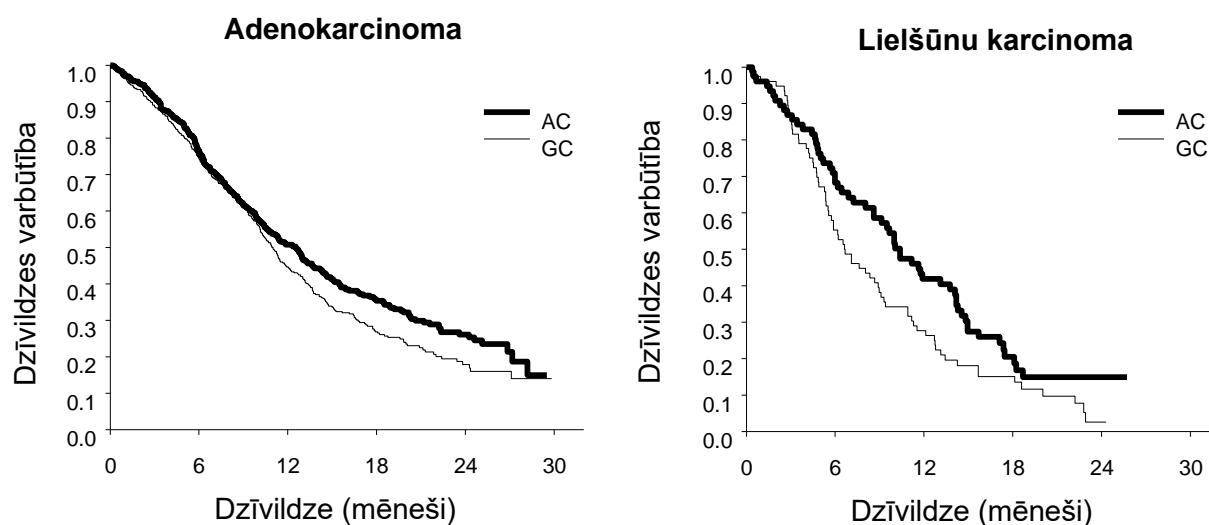 Adenokarcinoma
Dzīvildzes varbūtība
1.0
0.9
0.8
0.7
0.6
0.5
0.4
0.3
0.2
0.1
0.0
AC
GC
0 6 12 18 24 30
Dzīvildze (mēneši)
Lielšūnu karcinoma
Dzīvildzes varbūtība
1.0
0.9
0.8
0.7
0.6
0.5
0.4
0.3
0.2
0.1
0.0
AC
GC
0 6 12 18 24 30
Dzīvildze (mēneši)